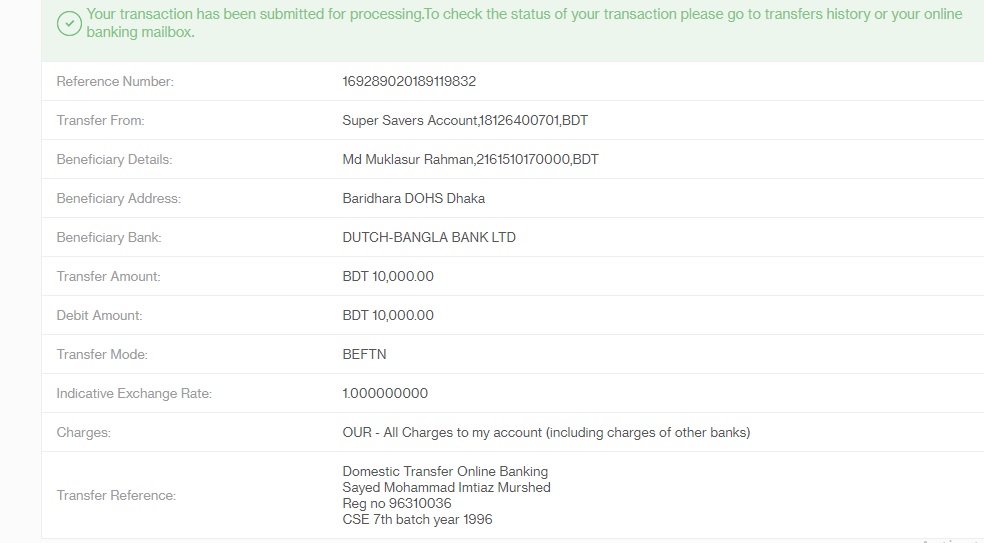 Your transaction has been submitted for processing.To check the status of your transaction please go to transfers history or your online
banking mailbox.
Reference Number: 169289020189119832
Transfer From: Super Savers Account,18126400701,BDT
Beneficiary Details: Md Muklasur Rahman,2161510170000,BDT
Beneficiary Address: Baridhara DOHS Dhaka
Beneficiary Bank: DUTCH-BANGLA BANK LTD
Transfer Amount: BDT 10,000.00
Debit Amount: BDT 10,000.00
Transfer Mode: BEFTN
Indicative Exchange Rate: 1.000000000
Charges: OUR - All Charges to my account (including charges of other banks)
Transfer Reference: Domestic Transfer Online Banking
Sayed Mohammad Imtiaz Murshed
Reg no 96310036
CSE 7th batch year 1996